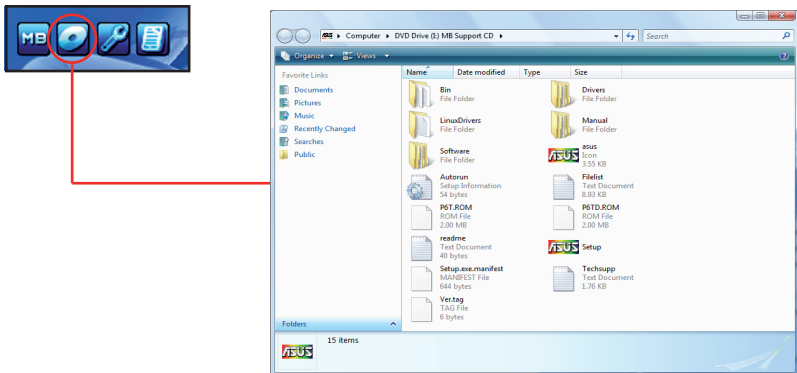 MB
ASUS
Computer
DVD Drive (I:) MB Support CD
Search
Organize
Views
Favorite Links
Documents
Pictures
Music
Recently Changed
Searches
Public
Folders
Name Date modified Type Size
Bin
File Folder
Drivers
File Folder
LinuxDrivers
File Folder
Manual
File Folder
Software
File Folder
ASUS
asus
Icon
3.55 KB
Autorun
Setup Information
54 bytes
Filelist
Text Document
8.93 KB
P6T.ROM
ROM File
2.00 MB
P6TD.ROM
ROM File
2.00 MB
readme
Text Document
40 bytes
ASUS
Setup
Setup.exe.manifest
MANIFEST File
644 bytes
Techsupp
Text Document
1.76 KB
Ver.tag
TAG File
6 bytes
ASUS
15 items